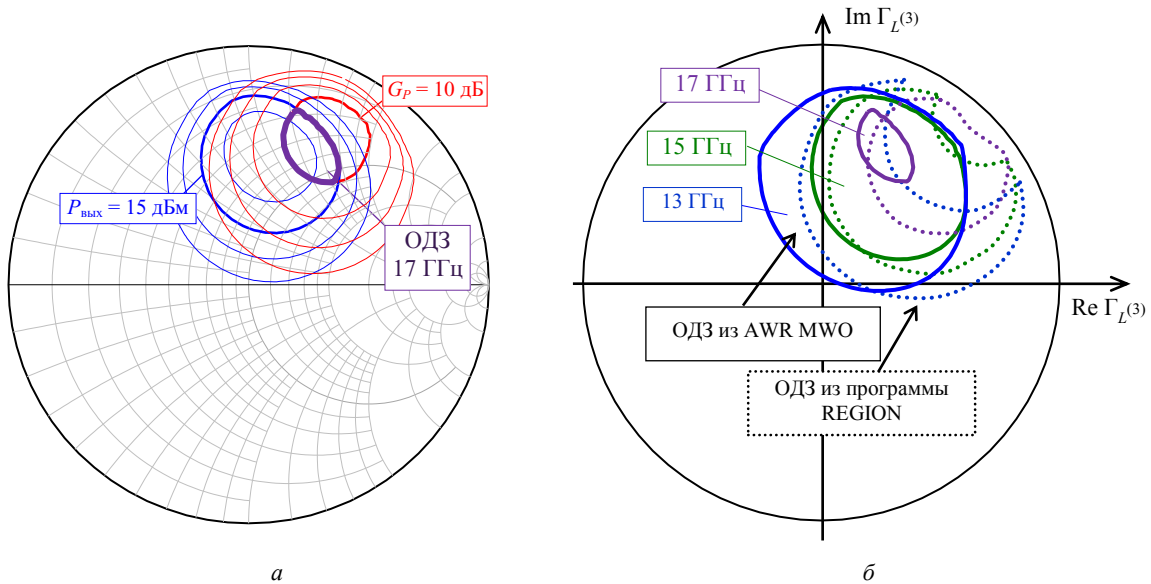 G_P = 10 дБ
P_вых = 15 дБм
ОДЗ
17 ГГц
а
Im Γ_L(3)
17 ГГц
15 ГГц
13 ГГц
Re Γ_L(3)
ОДЗ из AWR MWO
ОДЗ из программы
REGION
б